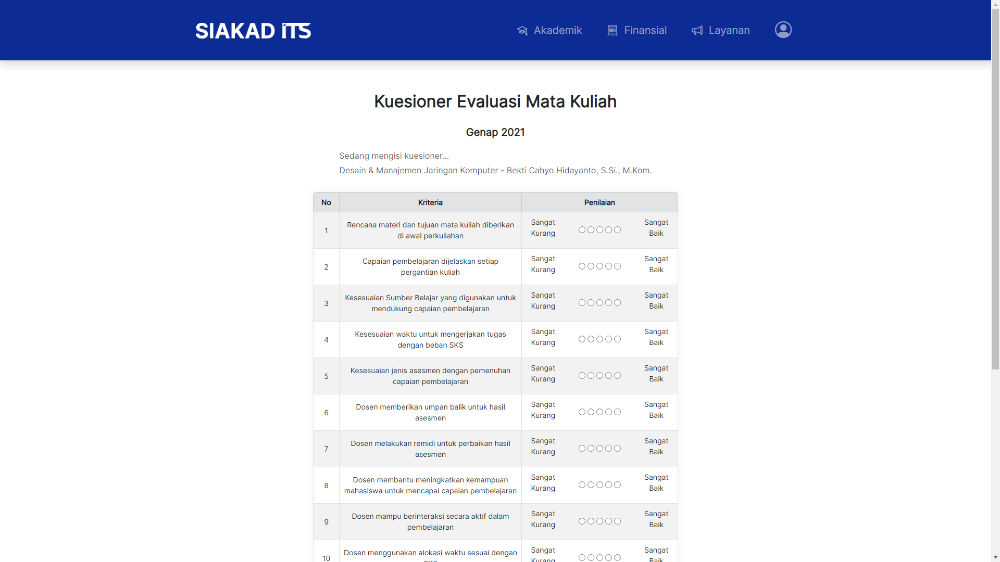 SIAKAD ITS
Akademik
Finansial
Layanan
Kuesioner Evaluasi Mata Kuliah
Genap 2021
Sedang mengisi kuesioner...
Desain & Manajemen Jaringan Komputer - Bekti Cahyo Hidayanto, S.Si., M.Kom.
No Kriteria Penilaian
1
Rencana materi dan tujuan mata kuliah diberikan
di awal perkuliahan
Sangat
Kurang
Sangat
Baik
2
Capaian pembelajaran dijelaskan setiap
pergantian kuliah
Sangat
Kurang
Sangat
Baik
3
Kesesuaian Sumber Belajar yang digunakan untuk
mendukung capaian pembelajaran
Sangat
Kurang
Sangat
Baik
4
Kesesuaian waktu untuk mengerjakan tugas
dengan beban SKS
Sangat
Kurang
Sangat
Baik
5
Kesesuaian jenis asesmen dengan pemenuhan
capaian pembelajaran
Sangat
Kurang
Sangat
Baik
6
Dosen memberikan umpan balik untuk hasil
asesmen
Sangat
Kurang
Sangat
Baik
7
Dosen melakukan remidi untuk perbaikan hasil
asesmen
Sangat
Kurang
Sangat
Baik
8
Dosen membantu meningkatkan kemampuan
mahasiswa untuk mencapai capaian pembelajaran
Sangat
Kurang
Sangat
Baik
9
Dosen mampu berinteraksi secara aktif dalam
pembelajaran
Sangat
Kurang
Sangat
Baik
10
Dosen menggunakan alokasi waktu sesuai dengan
SKS
Sangat
Kurang
Sangat
Baik